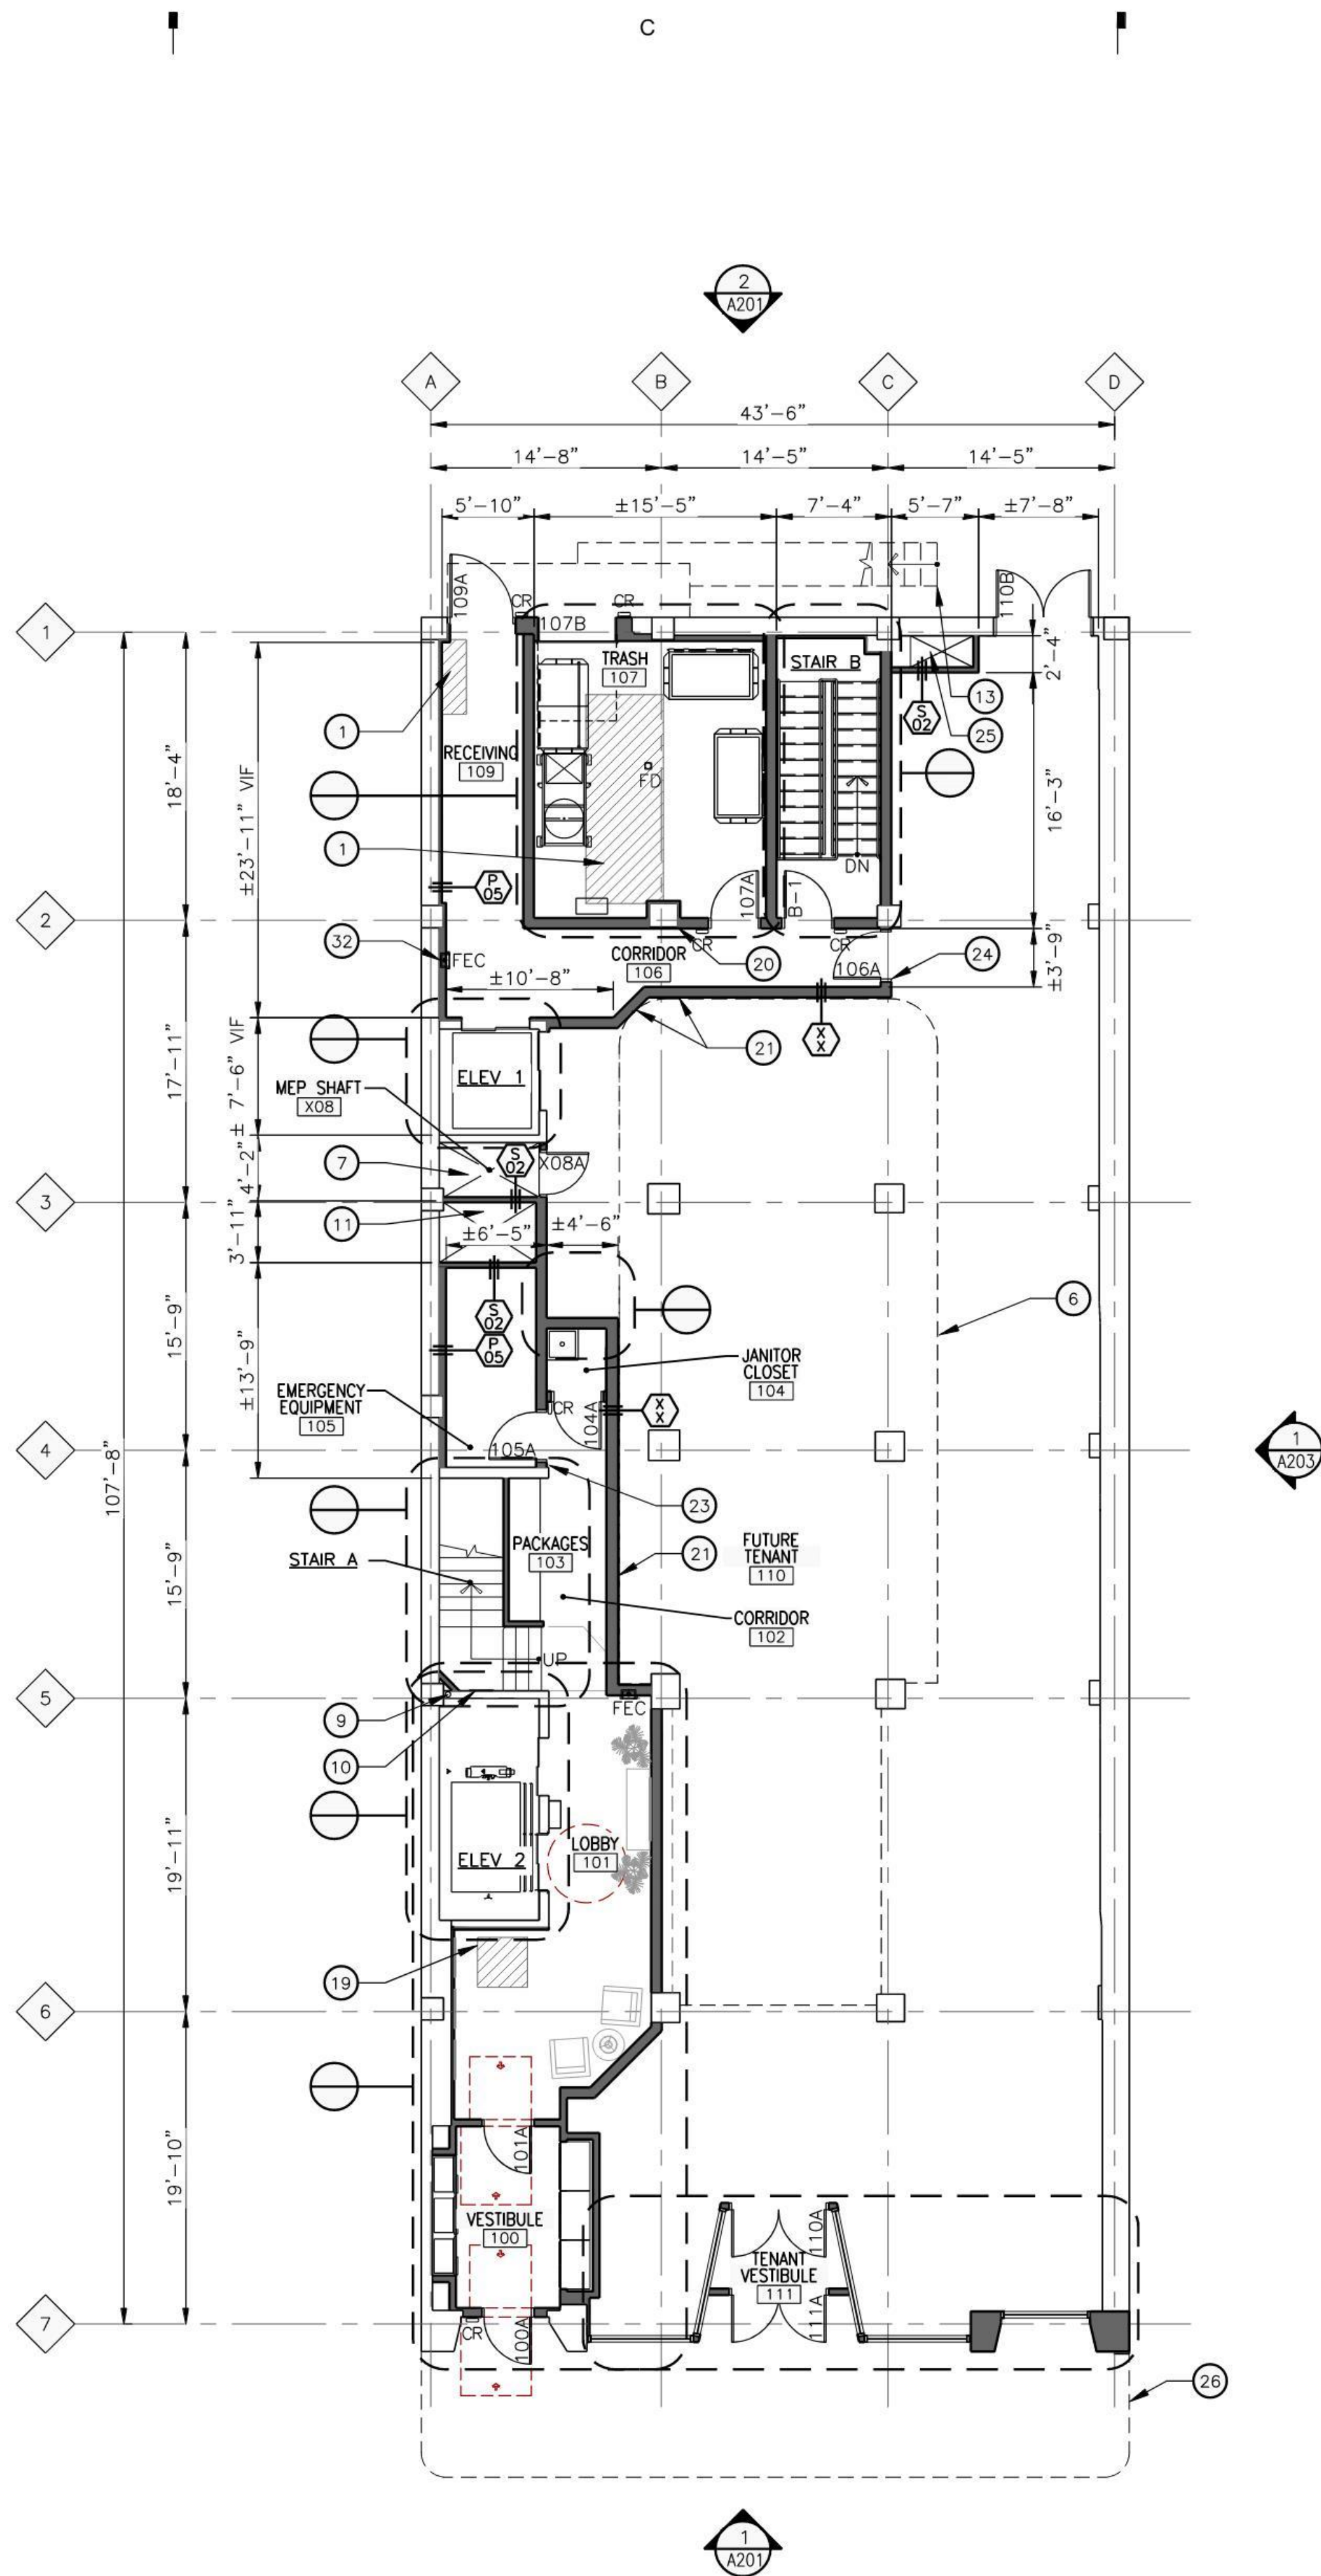 C
2
A201
A
B
C
D
43'-6"
14'-8"
14'-5"
14'-5"
5'-10"
±15'-5"
7'-4"
5'-7"
±7'-8"
109A
CR
107B
CR
110B
1
TRASH
107
STAIR B
2'-4"
13
S
02
25
1
RECEIVING
109
FD
18'-4"
±23'-11" VIF
16'-3"
1
DN
P
05
107A
B-1
2
32
FEC
CR
CORRIDOR
106
20
CR
106A
24
±3'-9"
±10'-8"
X
X
21
17'-11"
± 7'-6" VIF
ELEV 1
MEP SHAFT
X08
7
S
02
X08A
4'-2"
3
11
3'-11"
±6'-5"
±4'-6"
6
S
02
P
05
15'-9"
±13'-9"
JANITOR
CLOSET
104
EMERGENCY
EQUIPMENT
105
CR
104A
X
X
4
105A
1
A203
107'-8"
23
PACKAGES
103
21
FUTURE
TENANT
110
STAIR A
15'-9"
CORRIDOR
102
UP
5
9
FEC
10
19'-11"
LOBBY
101
ELEV 2
19
6
101A
19'-10"
VESTIBULE
100
110A
TENANT
VESTIBULE
111
7
CR
100A
111A
26
1
A201